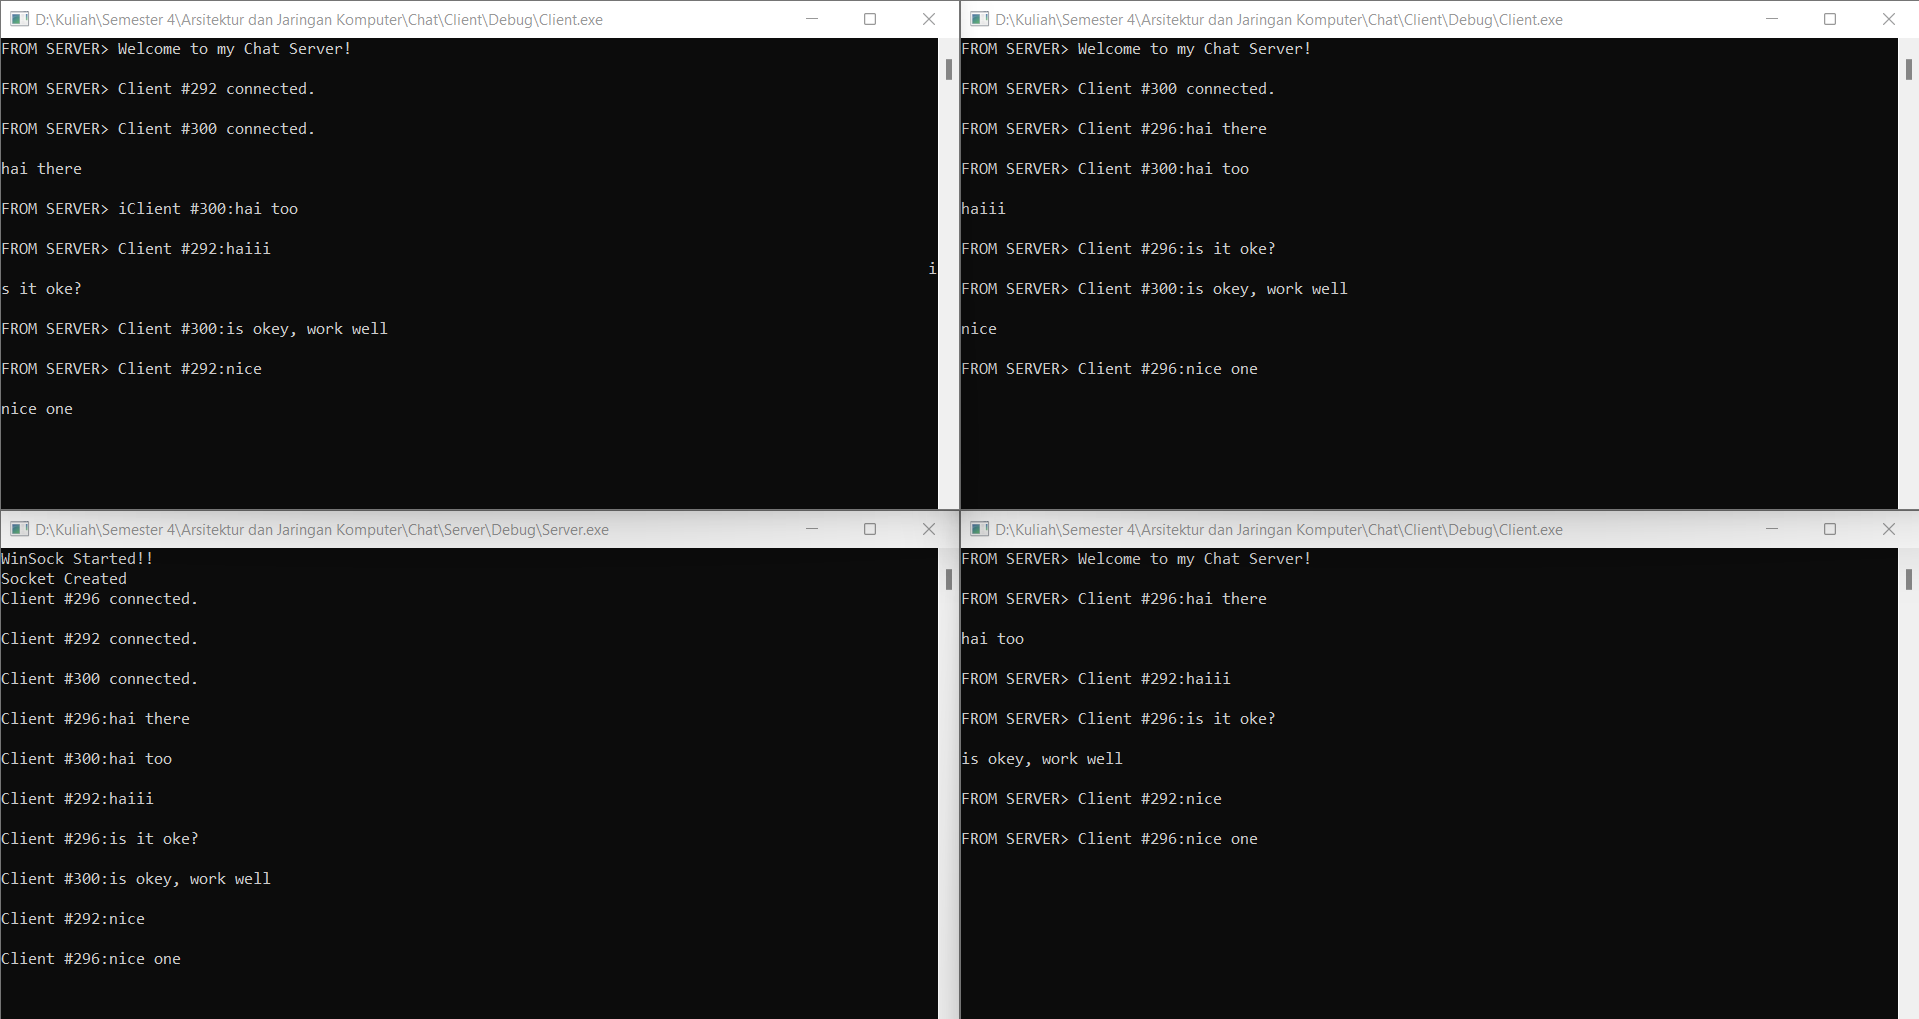 D:\Kuliah\Semester 4\Arsitektur dan Jaringan Komputer\Chat\Client\Debug\Client.exe
FROM SERVER> Welcome to my Chat Server!
FROM SERVER> Client #292 connected.
FROM SERVER> Client #300 connected.
hai there
FROM SERVER> iClient #300:hai too
FROM SERVER> Client #292:haiii
i
s it oke?
FROM SERVER> Client #300:is okey, work well
FROM SERVER> Client #292:nice
nice one
D:\Kuliah\Semester 4\Arsitektur dan Jaringan Komputer\Chat\Client\Debug\Client.exe
FROM SERVER> Welcome to my Chat Server!
FROM SERVER> Client #300 connected.
FROM SERVER> Client #296:hai there
FROM SERVER> Client #300:hai too
haiii
FROM SERVER> Client #296:is it oke?
FROM SERVER> Client #300:is okey, work well
nice
FROM SERVER> Client #296:nice one
D:\Kuliah\Semester 4\Arsitektur dan Jaringan Komputer\Chat\Server\Debug\Server.exe
WinSock Started!!
Socket Created
Client #296 connected.
Client #292 connected.
Client #300 connected.
Client #296:hai there
Client #300:hai too
Client #292:haiii
Client #296:is it oke?
Client #300:is okey, work well
Client #292:nice
Client #296:nice one
D:\Kuliah\Semester 4\Arsitektur dan Jaringan Komputer\Chat\Client\Debug\Client.exe
FROM SERVER> Welcome to my Chat Server!
FROM SERVER> Client #296:hai there
hai too
FROM SERVER> Client #292:haiii
FROM SERVER> Client #296:is it oke?
is okey, work well
FROM SERVER> Client #292:nice
FROM SERVER> Client #296:nice one